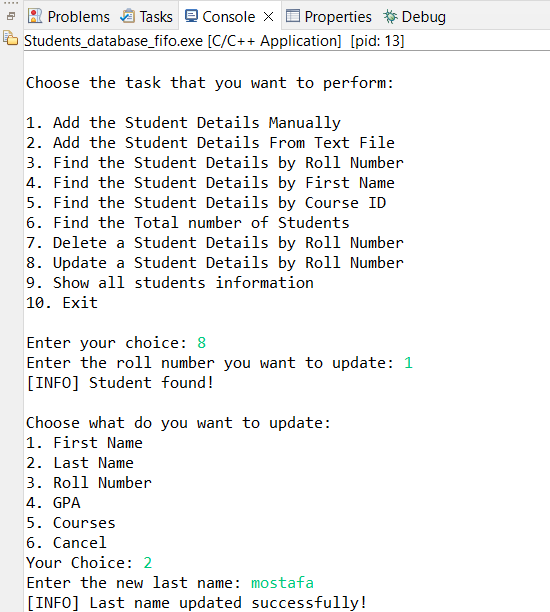 Problems Tasks Console Properties Debug
Students_database_fifo.exe [C/C++ Application] [pid: 13]
Choose the task that you want to perform:
1. Add the Student Details Manually
2. Add the Student Details From Text File
3. Find the Student Details by Roll Number
4. Find the Student Details by First Name
5. Find the Student Details by Course ID
6. Find the Total number of Students
7. Delete a Student Details by Roll Number
8. Update a Student Details by Roll Number
9. Show all students information
10. Exit
Enter your choice: 8
Enter the roll number you want to update: 1
[INFO] Student found!
Choose what do you want to update:
1. First Name
2. Last Name
3. Roll Number
4. GPA
5. Courses
6. Cancel
Your Choice: 2
Enter the new last name: mostafa
[INFO] Last name updated successfully!